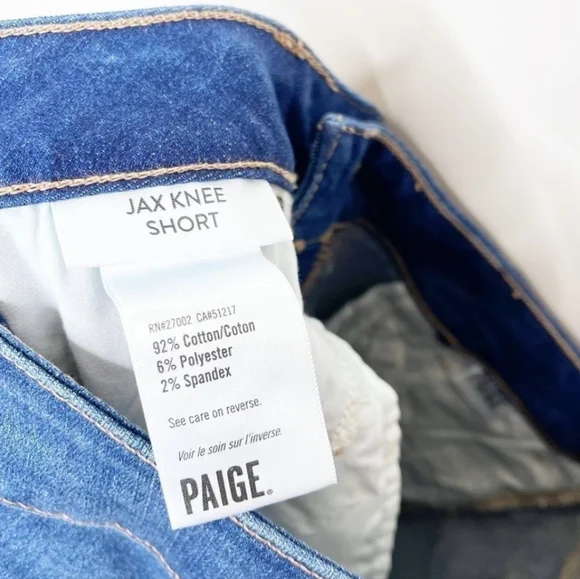 JAX KNEE
SHORT
RN#27002 CA#51217
92% Cotton/Coton
6% Polyester
2% Spandex
See care on reverse.
Voir le soin sur l'inverse.
PAIGE.